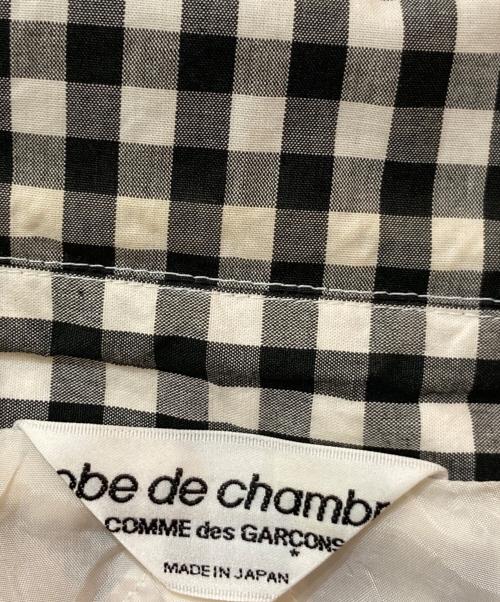 obe de chambr
COMME des GARÇONS
*
MADE IN JAPAN